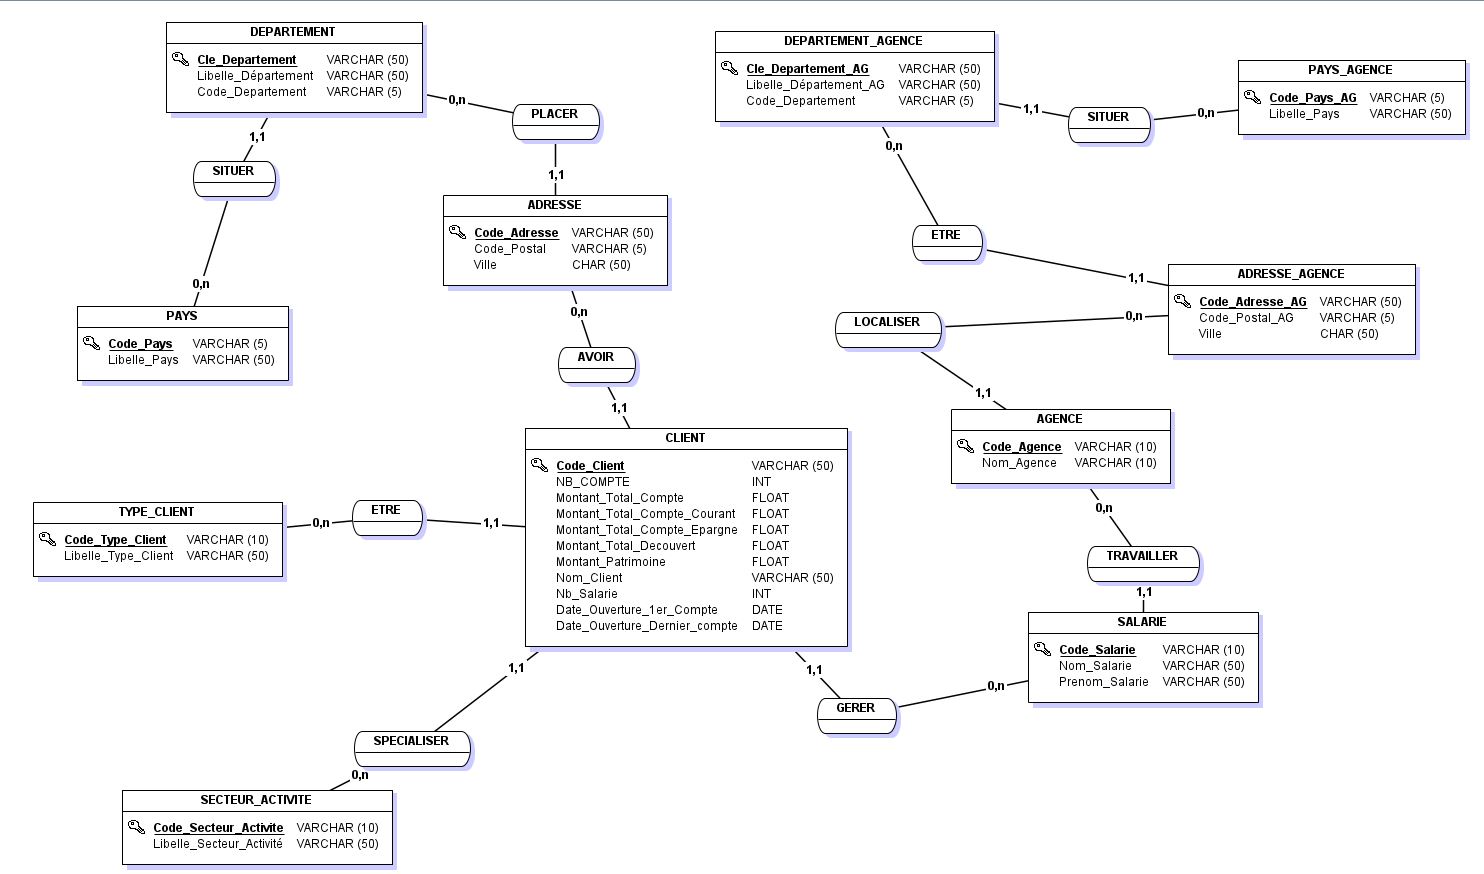 DEPARTEMENT
Cle_Departement VARCHAR (50)
Libelle_Département VARCHAR (50)
Code_Departement VARCHAR (5)
0,n
PLACER
1,1
SITUER
0,n
1,1
ADRESSE
Code_Adresse VARCHAR (50)
Code_Postal VARCHAR (5)
Ville CHAR (50)
PAYS
Code_Pays VARCHAR (5)
Libelle_Pays VARCHAR (50)
0,n
AVOIR
1,1
DEPARTEMENT_AGENCE
Cle_Departement_AG VARCHAR (50)
Libelle_Département_AG VARCHAR (50)
Code_Departement VARCHAR (5)
1,1
SITUER
0,n
PAYS_AGENCE
Code_Pays_AG VARCHAR (5)
Libelle_Pays VARCHAR (50)
0,n
ETRE
1,1
ADRESSE_AGENCE
Code_Adresse_AG VARCHAR (50)
Code_Postal_AG VARCHAR (5)
Ville CHAR (50)
LOCALISER
0,n
1,1
AGENCE
Code_Agence VARCHAR (10)
Nom_Agence VARCHAR (10)
0,n
TRAVAILLER
1,1
SALARIE
Code_Salarie VARCHAR (10)
Nom_Salarie VARCHAR (50)
Prenom_Salarie VARCHAR (50)
CLIENT
Code_Client VARCHAR (50)
NB_COMPTE INT
Montant_Total_Compte FLOAT
Montant_Total_Compte_Courant FLOAT
Montant_Total_Compte_Epargne FLOAT
Montant_Total_Decouvert FLOAT
Montant_Patrimoine FLOAT
Nom_Client VARCHAR (50)
Nb_Salarie INT
Date_Ouverture_1er_Compte DATE
Date_Ouverture_Dernier_compte DATE
TYPE_CLIENT
Code_Type_Client VARCHAR (10)
Libelle_Type_Client VARCHAR (50)
0,n
ETRE
1,1
1,1
GERER
0,n
1,1
SPECIALISER
0,n
SECTEUR_ACTIVITE
Code_Secteur_Activite VARCHAR (10)
Libelle_Secteur_Activité VARCHAR (50)